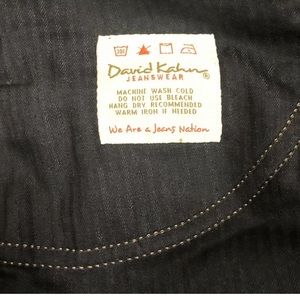 David Kahn®
JEANSWEAR
MACHINE WASH COLD
DO NOT USE BLEACH
HANG DRY RECOMMENDED
WARM IRON IF NEEDED
We Are a Jeans Nation